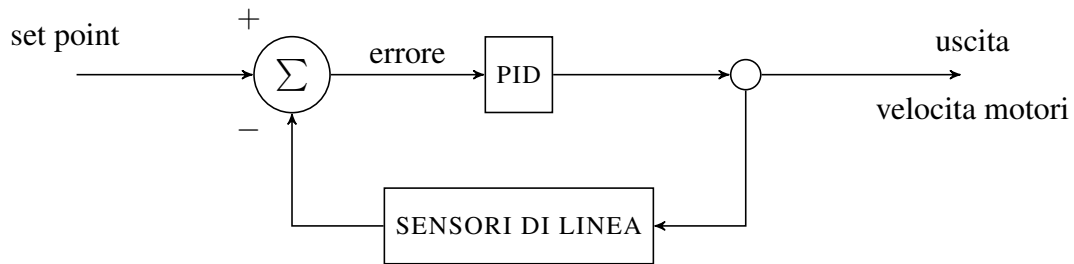 +
set point
errore
uscita
∑
PID
velocita motori
−
SENSORI DI LINEA